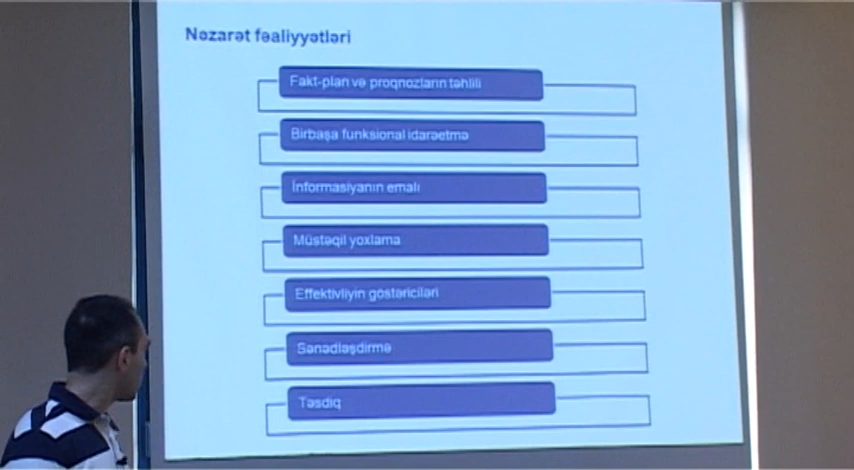 Nəzarət fəaliyyətləri
Fakt-plan və proqnozların təhlili
Birbaşa funksional idarəetmə
İnformasiyanın emalı
Müstəqil yoxlama
Effektivliyin göstəriciləri
Sənədləşdirmə
Təsdiq